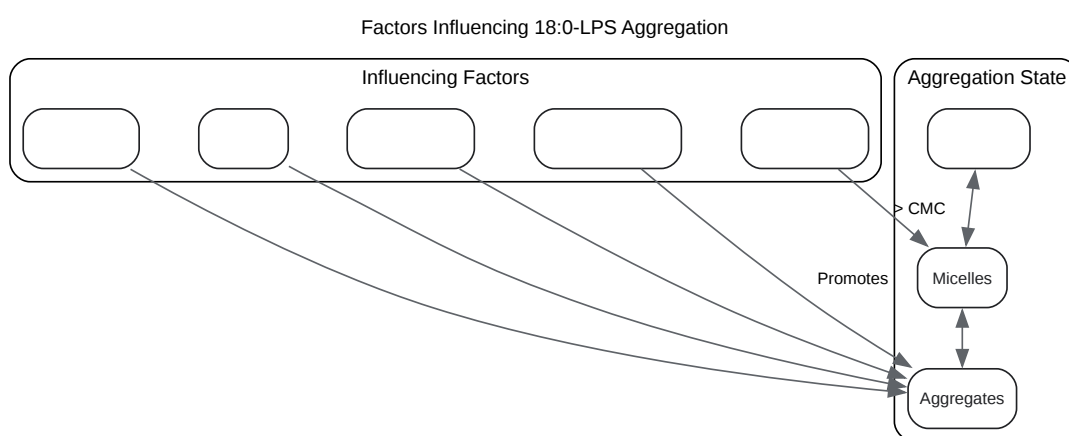 Factors Influencing 18:0-LPS Aggregation
Influencing Factors
Aggregation State
> CMC
Promotes
Micelles
Aggregates